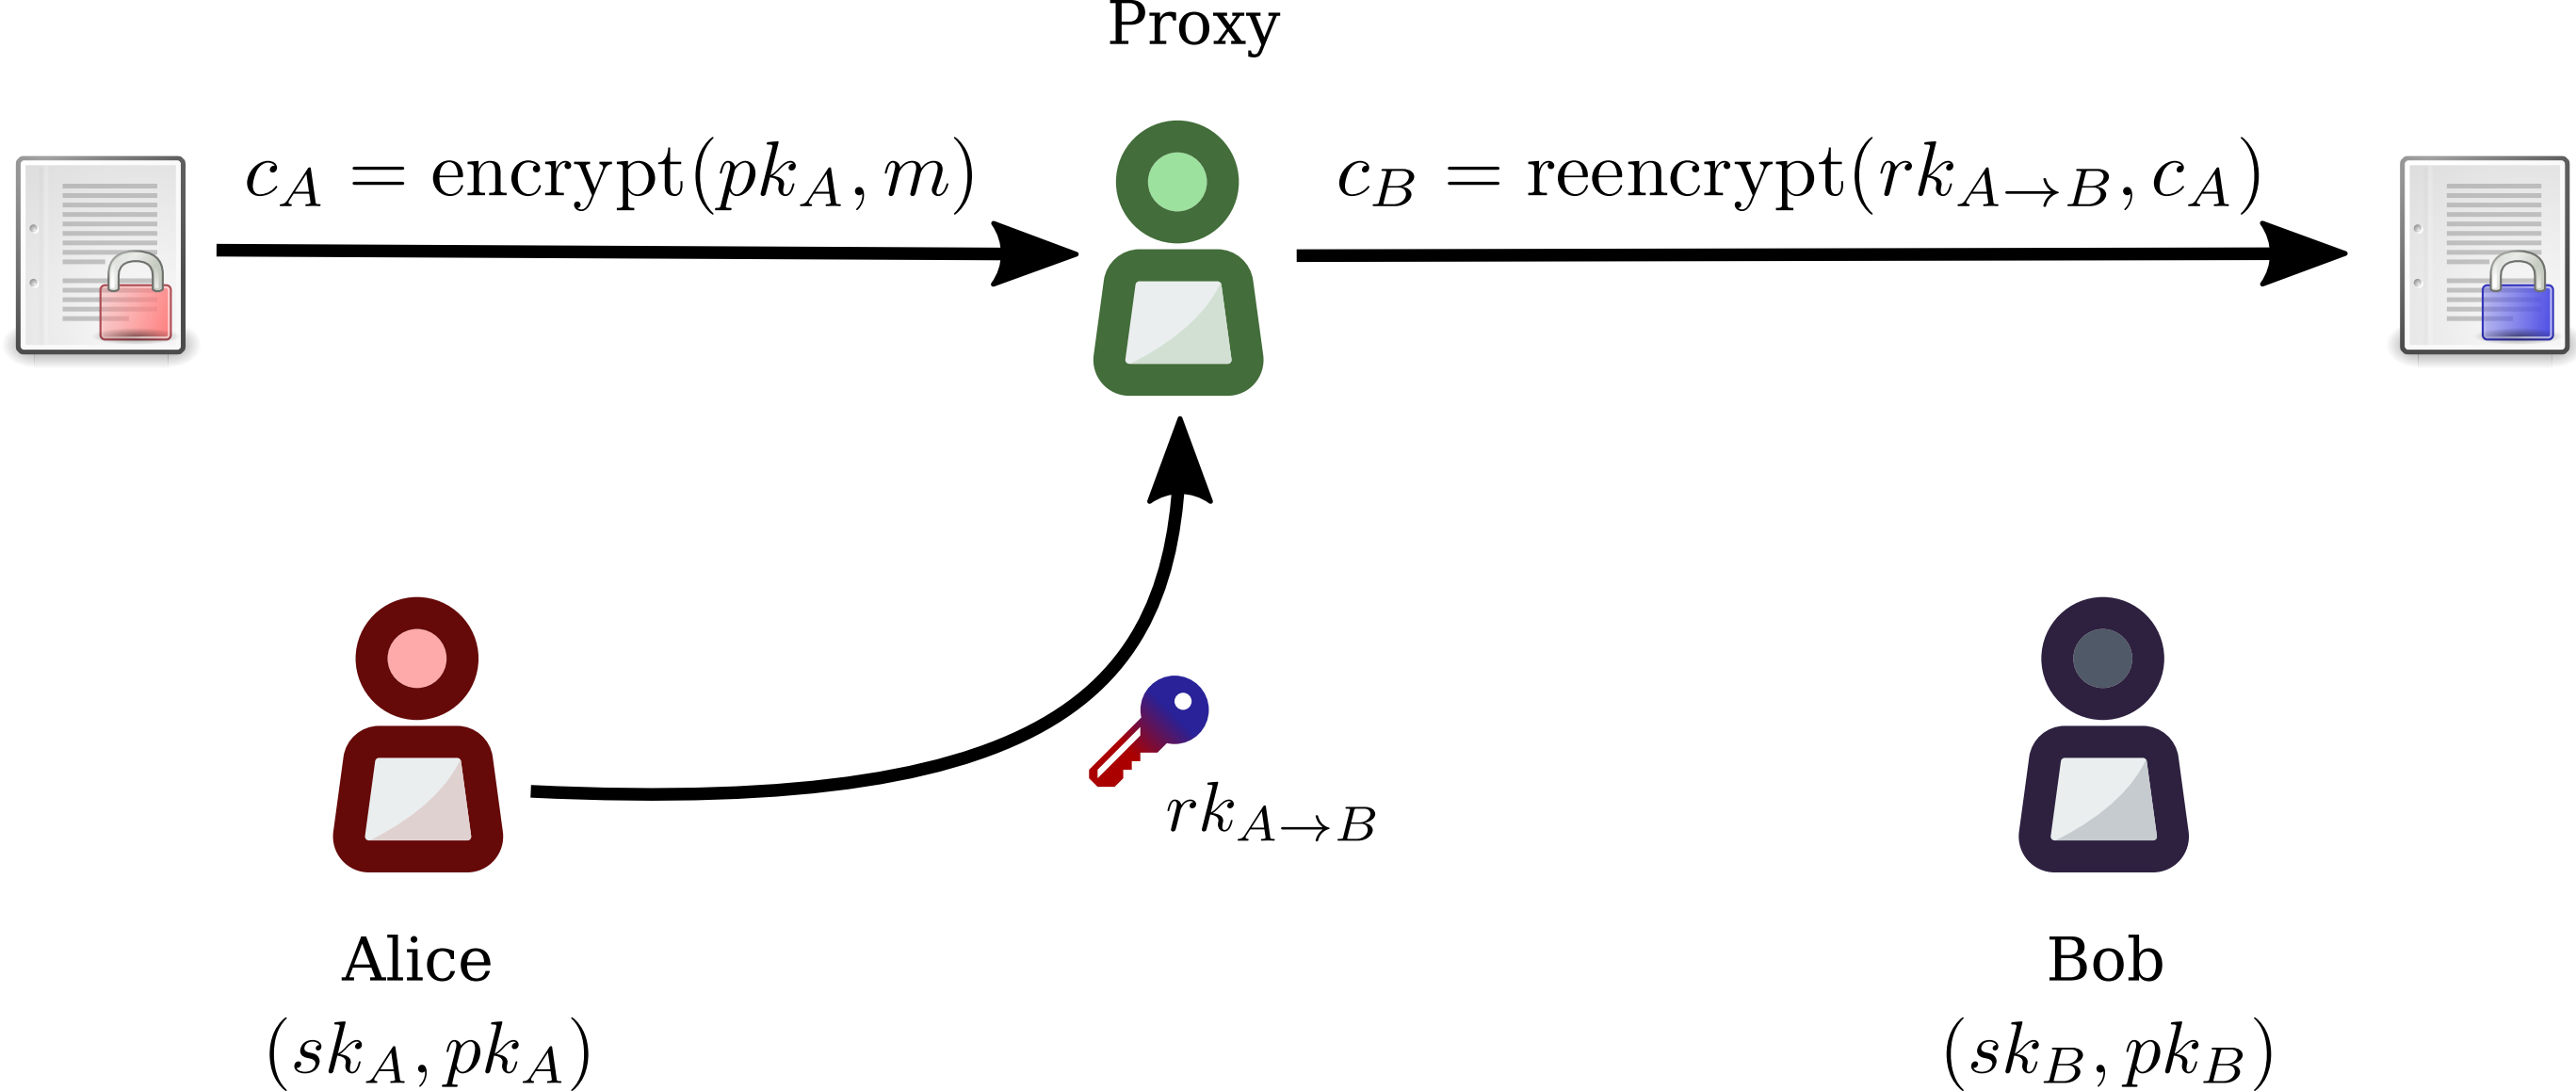 Proxy
c_A = encrypt(pk_A, m)
c_B = reencrypt(rk_{A→B}, c_A)
rk_{A→B}
Alice
(sk_A, pk_A)
Bob
(sk_B, pk_B)